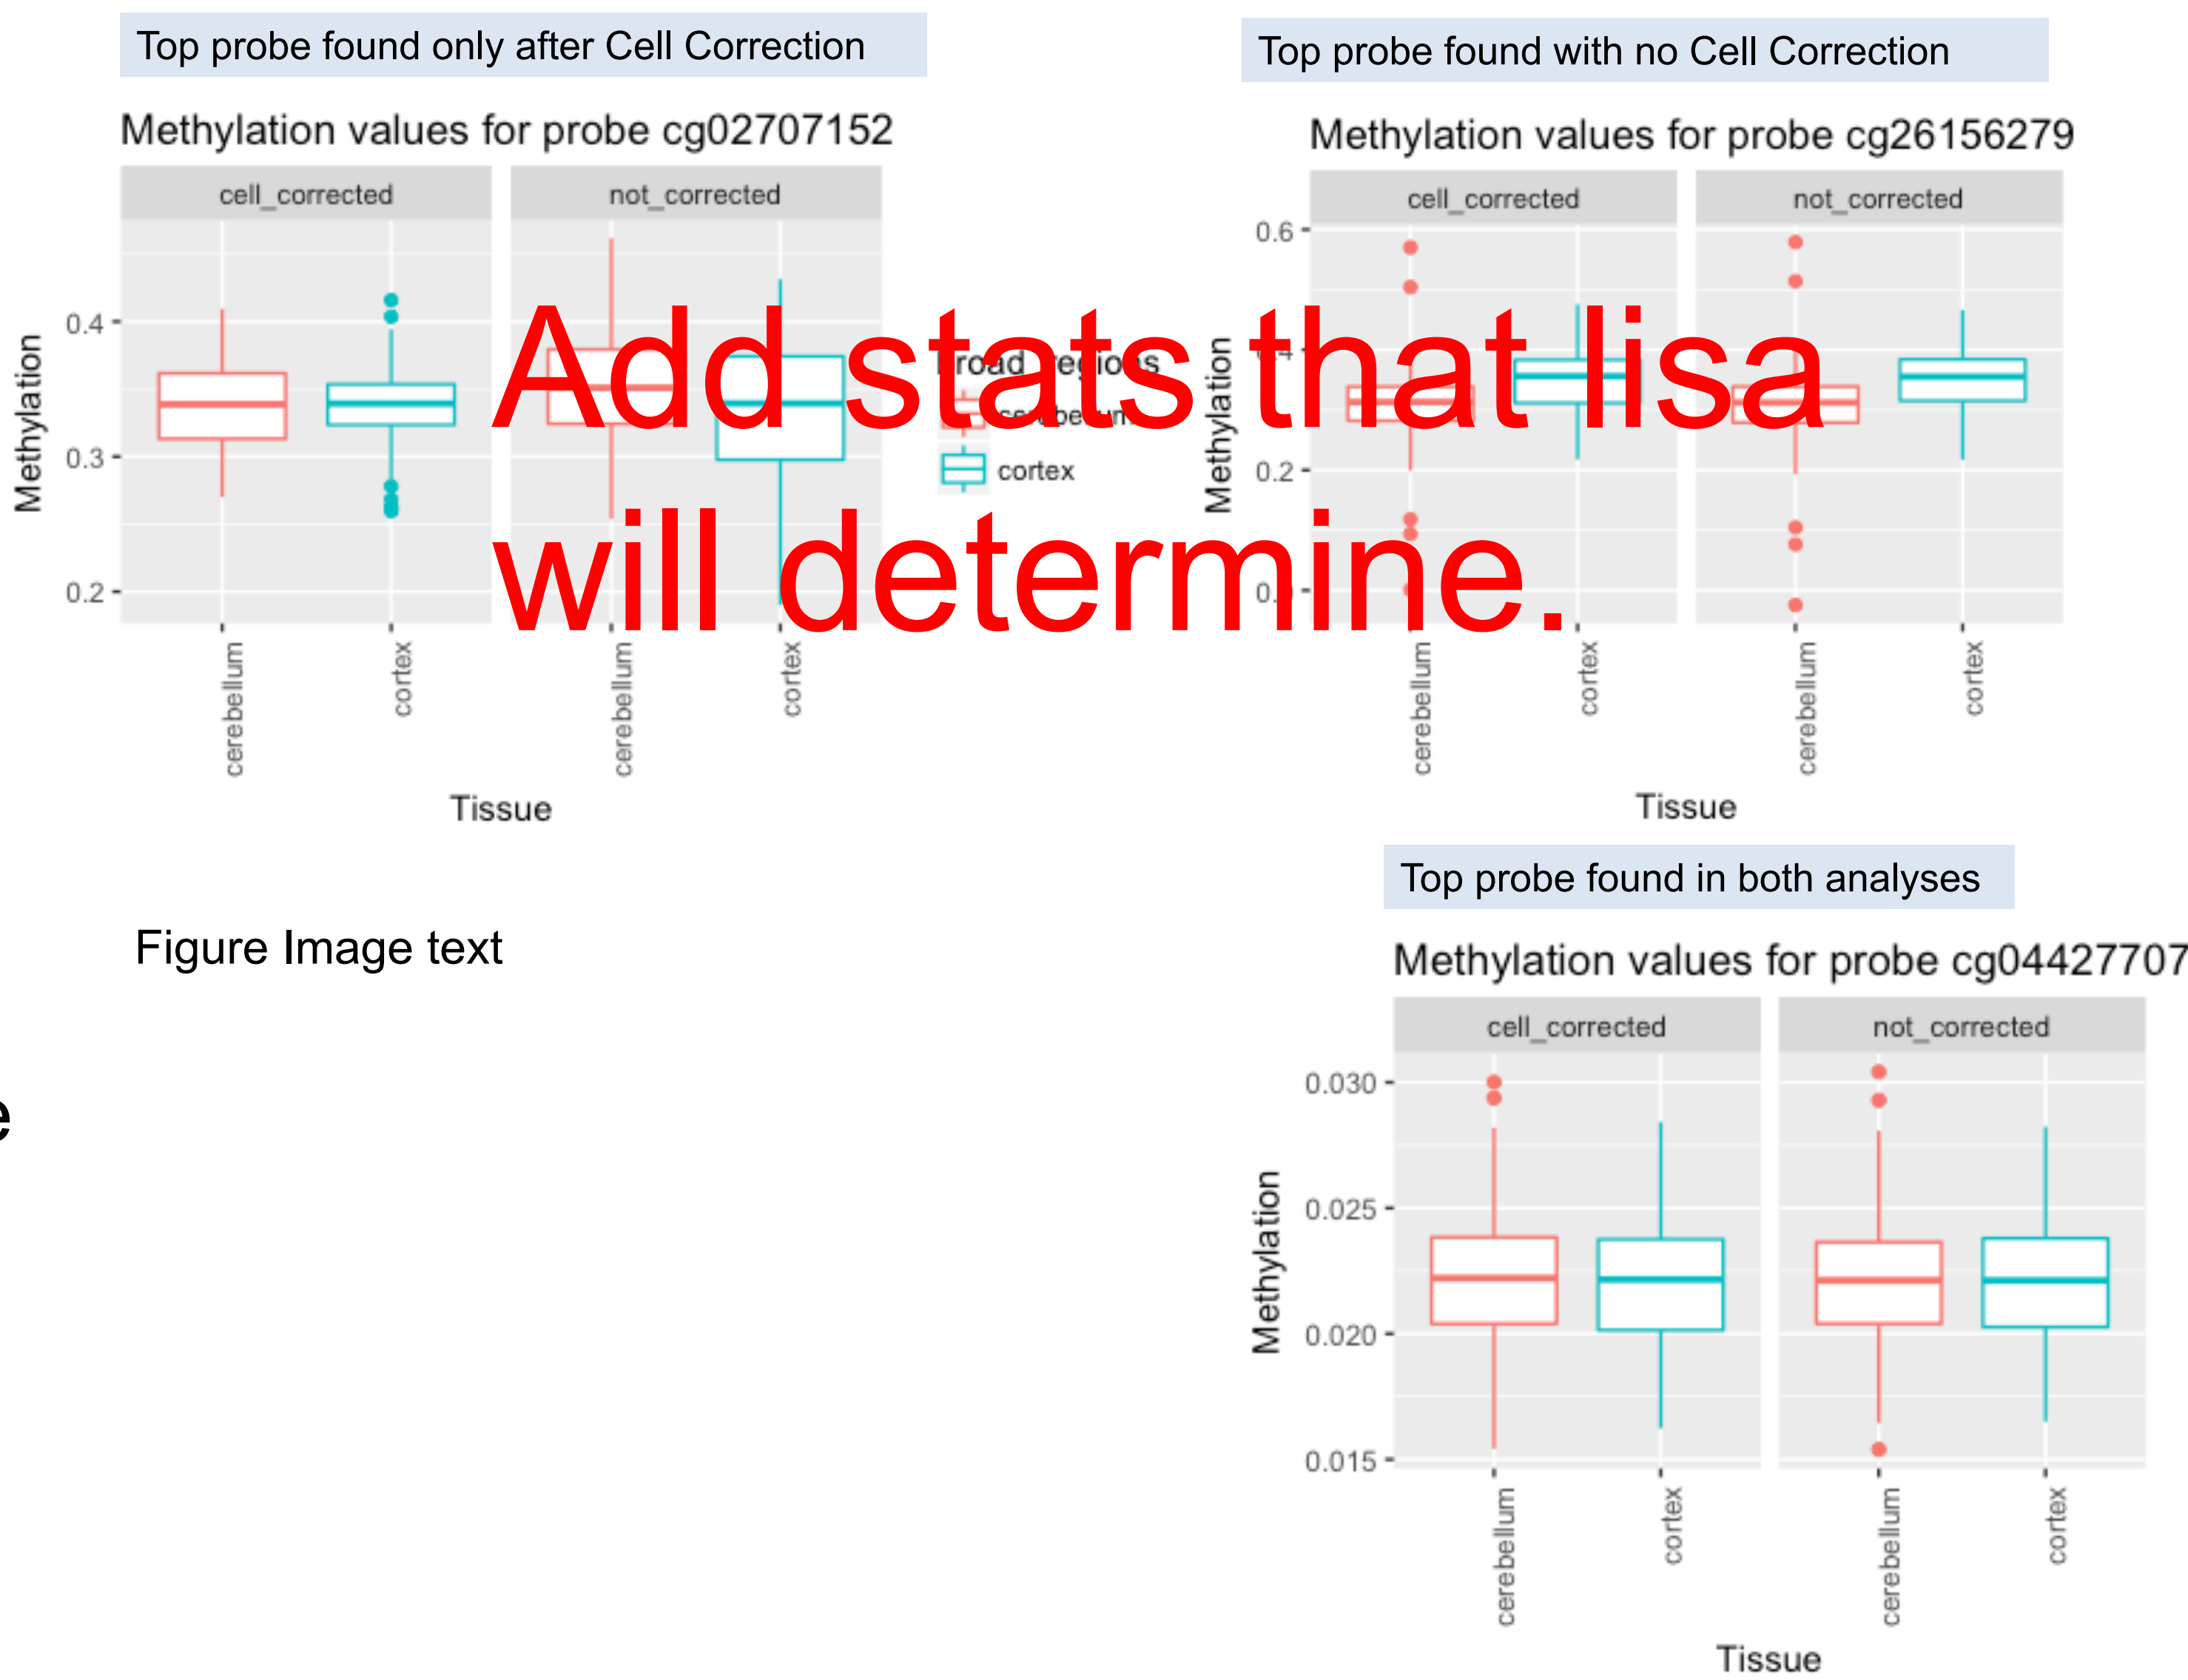 Top probe found only after Cell Correction
Methylation values for probe cg02707152
cell_corrected
not_corrected
Methylation
0.4
0.3
0.2
cerebellum
cortex
cerebellum
cortex
Tissue
cortex
Add stats that lisa
will determine.
Top probe found with no Cell Correction
Methylation values for probe cg26156279
cell_corrected
not_corrected
Methylation
0.6
0.2
cerebellum
cortex
cerebellum
cortex
Tissue
Figure Image text
e
Top probe found in both analyses
Methylation values for probe cg04427707
cell_corrected
not_corrected
Methylation
0.030
0.025
0.020
0.015
cerebellum
cortex
cerebellum
cortex
Tissue